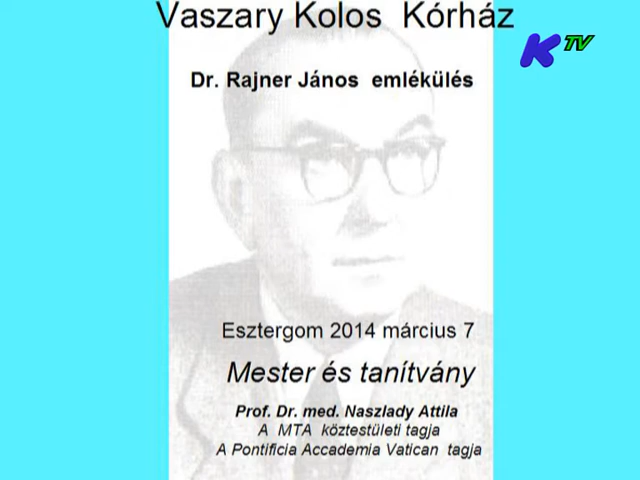 Vaszary Kolos Kórház
K TV
Dr. Rajner János emlékülés
Esztergom 2014 március 7
Mester és tanítvány
Prof. Dr. med. Naszlady Attila
A MTA köztestületi tagja
A Pontificia Accademia Vatican tagja